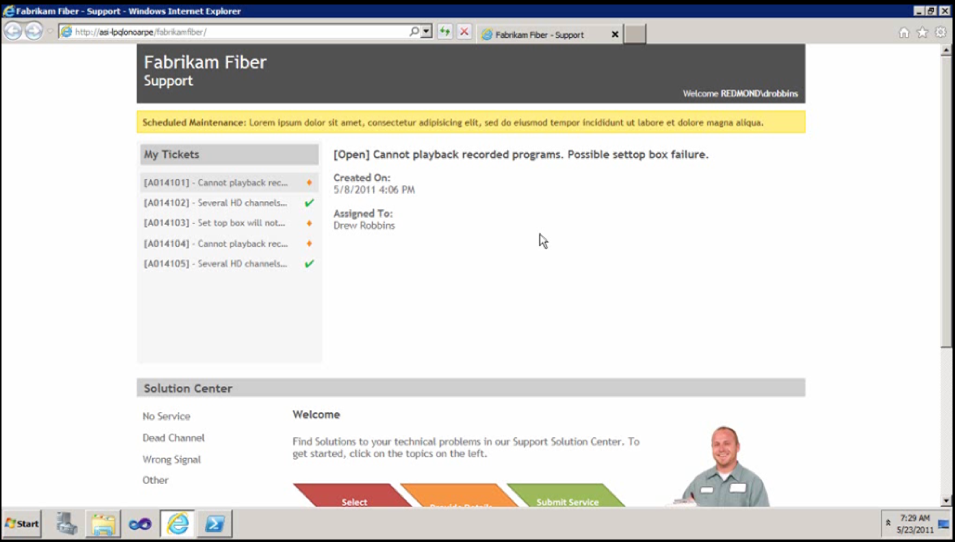 Fabrikam Fiber - Support - Windows Internet Explorer
http://asi-lpqlonoarpe/fabrikamfiber/
Fabrikam Fiber - Support
Fabrikam Fiber
Support
Welcome REDMOND\drobbins
Scheduled Maintenance: Lorem ipsum dolor sit amet, consectetur adipisicing elit, sed do eiusmod tempor incididunt ut labore et dolore magna aliqua.
My Tickets
[A014101] - Cannot playback rec...
[A014102] - Several HD channels...
[A014103] - Set top box will not...
[A014104] - Cannot playback rec...
[A014105] - Several HD channels...
[Open] Cannot playback recorded programs. Possible settop box failure.
Created On:
5/8/2011 4:06 PM
Assigned To:
Drew Robbins
Solution Center
No Service
Dead Channel
Wrong Signal
Other
Welcome
Find Solutions to your technical problems in our Support Solution Center. To
get started, click on the topics on the left.
Select
Provide Details
Submit Service
Start
7:29 AM
5/23/2011